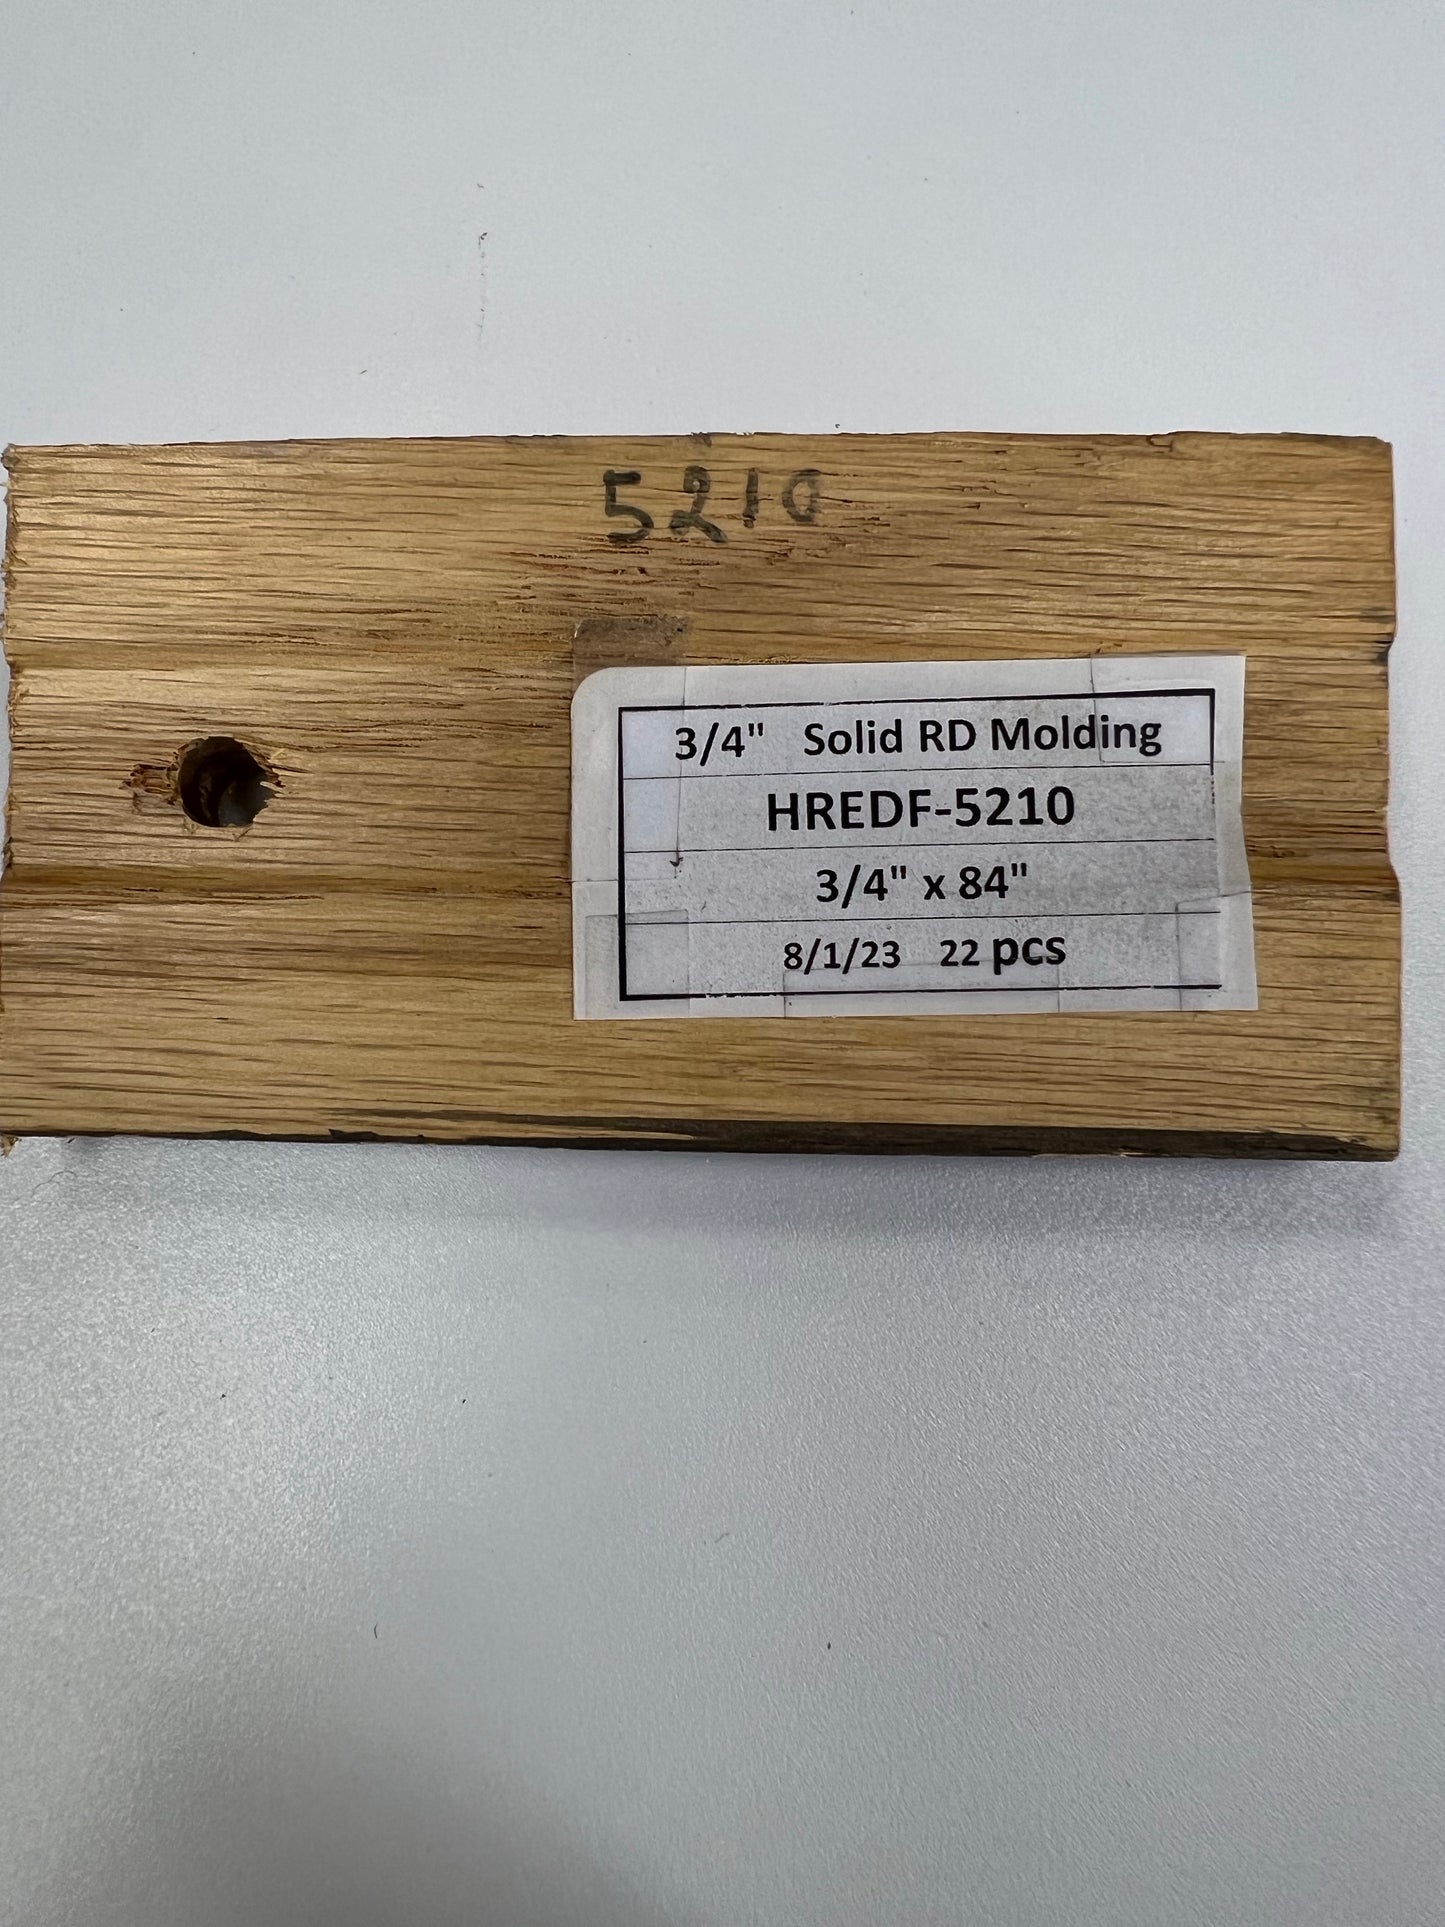 5210
3/4" Solid RD Molding
HREDF-5210
3/4" x 84"
8/1/23 22 pcs